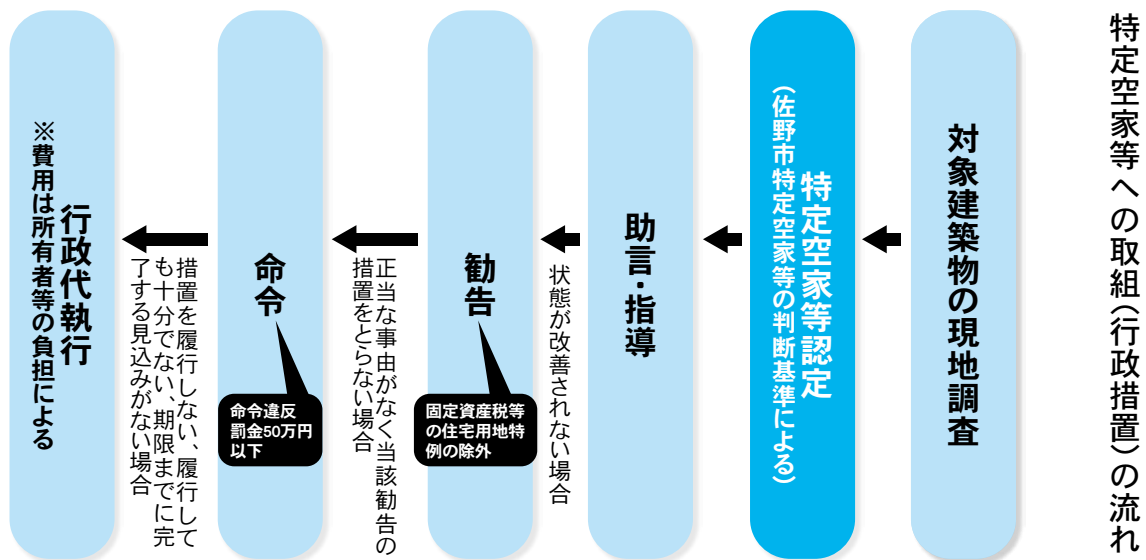 特定空家等への取組（行政措置）の流れ
対象建築物の現地調査
特定空家等認定
（佐野市特定空家等の判断基準による）
助言・指導
状態が改善されない場合
勧告
固定資産税等
の住宅用地特
例の除外
正当な事由がなく当該勧告の
措置をとらない場合
命令
命令違反
罰金50万円
以下
措置を履行しない、履行して
も十分でない、期限までに完
了する見込みがない場合
行政代執行
※費用は所有者等の負担による